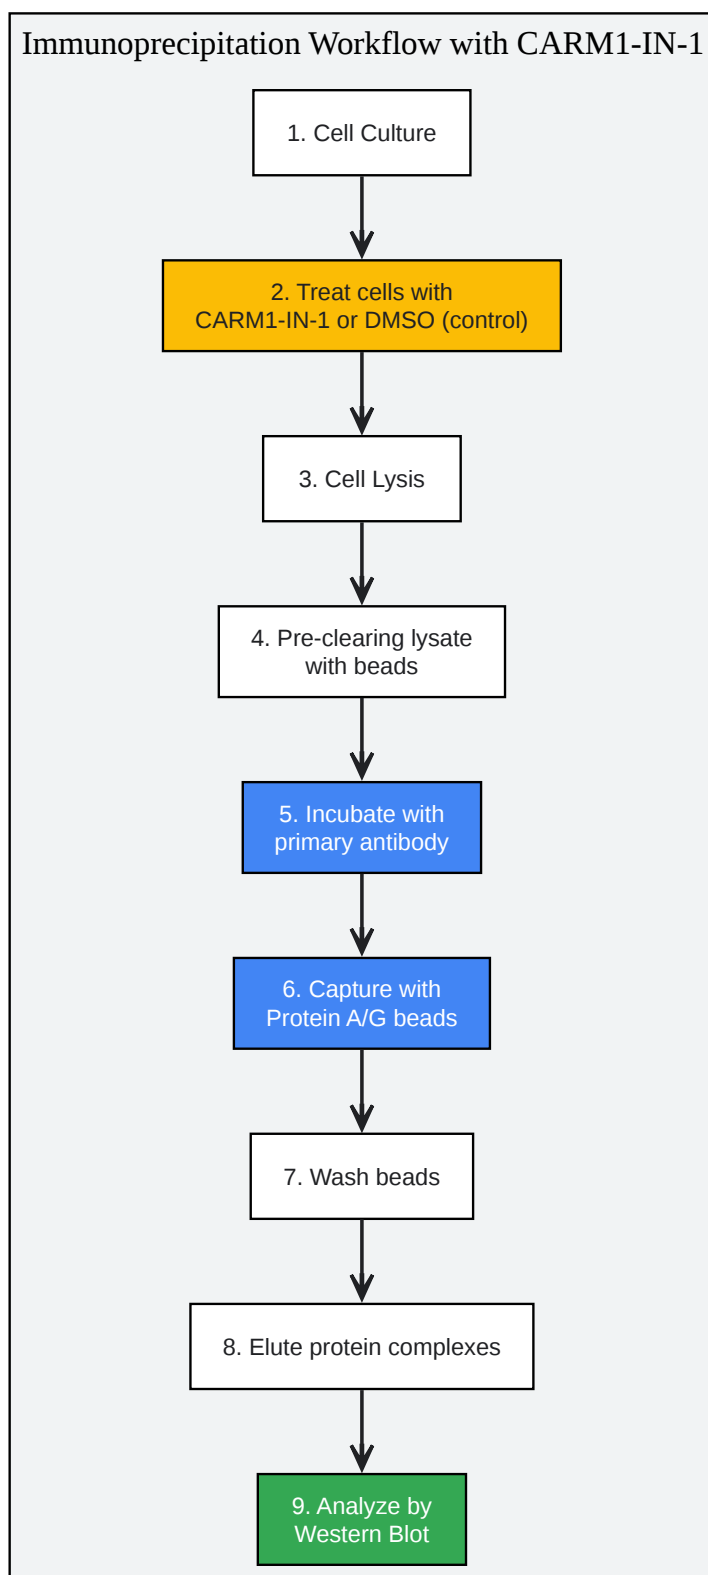 Immunoprecipitation Workflow with CARM1-IN-1
1. Cell Culture
2. Treat cells with
CARM1-IN-1 or DMSO (control)
3. Cell Lysis
4. Pre-clearing lysate
with beads
5. Incubate with
primary antibody
6. Capture with
Protein A/G beads
7. Wash beads
8. Elute protein complexes
9. Analyze by
Western Blot